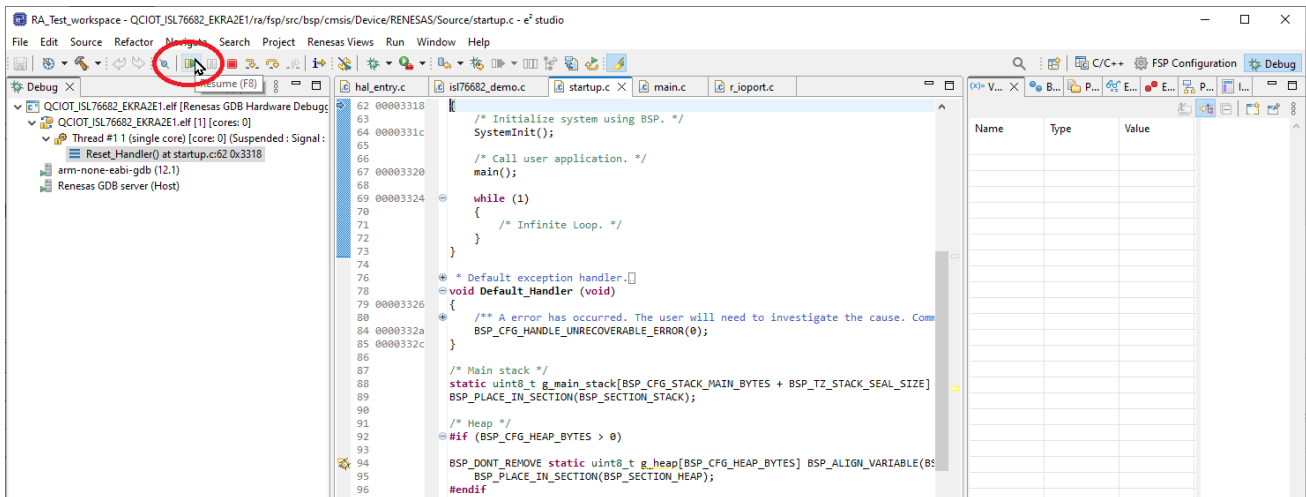 RA_Test_workspace - QCIOT_ISL76682_EKRA2E1/ra/fsp/src/bsp/cmsis/Device/RENESAS/Source/startup.c - e² studio
File Edit Source Refactor Navigate Search Project Renesas Views Run Window Help
C/C++ FSP Configuration Debug
Resume (F8)
Debug
hal_entry.c isl76682_demo.c startup.c main.c r_ioport.c
V... B... P... E... E... P... I...
QCIOT_ISL76682_EKRA2E1.elf [Renesas GDB Hardware Debugg
QCIOT_ISL76682_EKRA2E1.elf [1] [cores: 0]
Thread #1 1 (single core) [core: 0] (Suspended : Signal :
Reset_Handler() at startup.c:62 0x3318
arm-none-eabi-gdb (12.1)
Renesas GDB server (Host)
62 00003318 {
63 /* Initialize system using BSP. */
64 0000331c SystemInit();
65
66 /* Call user application. */
67 00003320 main();
68
69 00003324 while (1)
70 {
71 /* Infinite Loop. */
72 }
73 }
74
76 * Default exception handler.
78 void Default_Handler (void)
79 00003326 {
80 /** A error has occurred. The user will need to investigate the cause. Comm
84 0000332a BSP_CFG_HANDLE_UNRECOVERABLE_ERROR(0);
85 0000332c }
86
87 /* Main stack */
88 static uint8_t g_main_stack[BSP_CFG_STACK_MAIN_BYTES + BSP_TZ_STACK_SEAL_SIZE]
89 BSP_PLACE_IN_SECTION(BSP_SECTION_STACK);
90
91 /* Heap */
92 #if (BSP_CFG_HEAP_BYTES > 0)
93
94 BSP_DONT_REMOVE static uint8_t g_heap[BSP_CFG_HEAP_BYTES] BSP_ALIGN_VARIABLE(BS
95 BSP_PLACE_IN_SECTION(BSP_SECTION_HEAP);
96 #endif
Name Type Value